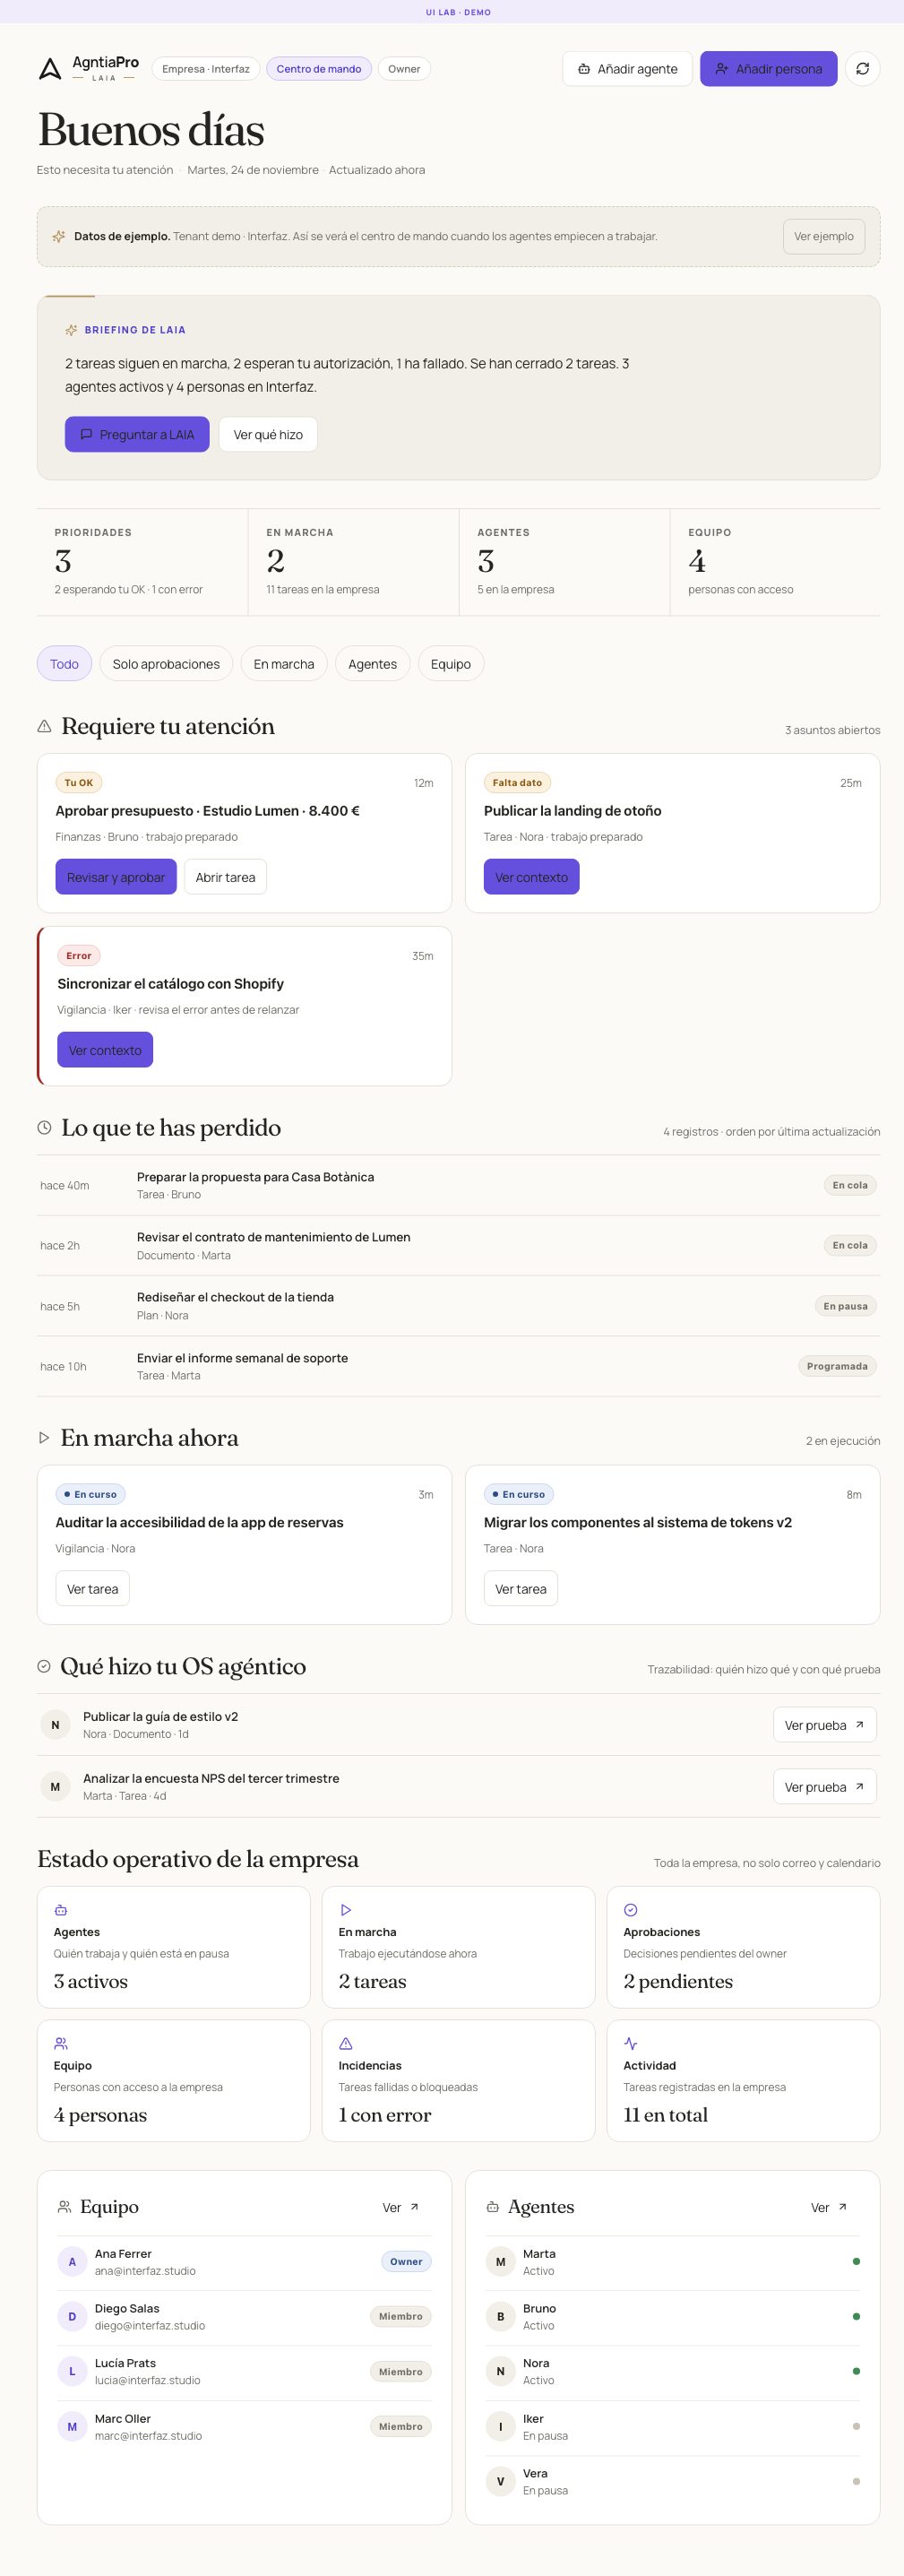 UI LAB · DEMO
AgntiaPro
LAIA
Empresa · Interfaz
Centro de mando
Owner
Añadir agente
Añadir persona
Buenos días
Esto necesita tu atención · Martes, 24 de noviembre · Actualizado ahora
Datos de ejemplo. Tenant demo · Interfaz. Así se verá el centro de mando cuando los agentes empiecen a trabajar.
Ver ejemplo
BRIEFING DE LAIA
2 tareas siguen en marcha, 2 esperan tu autorización, 1 ha fallado. Se han cerrado 2 tareas. 3
agentes activos y 4 personas en Interfaz.
Preguntar a LAIA
Ver qué hizo
PRIORIDADES
3
2 esperando tu OK · 1 con error
EN MARCHA
2
11 tareas en la empresa
AGENTES
3
5 en la empresa
EQUIPO
4
personas con acceso
Todo
Solo aprobaciones
En marcha
Agentes
Equipo
Requiere tu atención
3 asuntos abiertos
Tu OK
12m
Aprobar presupuesto · Estudio Lumen · 8.400 €
Finanzas · Bruno · trabajo preparado
Revisar y aprobar
Abrir tarea
Falta dato
25m
Publicar la landing de otoño
Tarea · Nora · trabajo preparado
Ver contexto
Error
35m
Sincronizar el catálogo con Shopify
Vigilancia · Iker · revisa el error antes de relanzar
Ver contexto
Lo que te has perdido
4 registros · orden por última actualización
hace 40m
Preparar la propuesta para Casa Botànica
Tarea · Bruno
En cola
hace 2h
Revisar el contrato de mantenimiento de Lumen
Documento · Marta
En cola
hace 5h
Rediseñar el checkout de la tienda
Plan · Nora
En pausa
hace 10h
Enviar el informe semanal de soporte
Tarea · Marta
Programada
En marcha ahora
2 en ejecución
En curso
3m
Auditar la accesibilidad de la app de reservas
Vigilancia · Nora
Ver tarea
En curso
8m
Migrar los componentes al sistema de tokens v2
Tarea · Nora
Ver tarea
Qué hizo tu OS agéntico
Trazabilidad: quién hizo qué y con qué prueba
N
Publicar la guía de estilo v2
Nora · Documento · 1d
Ver prueba
M
Analizar la encuesta NPS del tercer trimestre
Marta · Tarea · 4d
Ver prueba
Estado operativo de la empresa
Toda la empresa, no solo correo y calendario
Agentes
Quién trabaja y quién está en pausa
3 activos
En marcha
Trabajo ejecutándose ahora
2 tareas
Aprobaciones
Decisiones pendientes del owner
2 pendientes
Equipo
Personas con acceso a la empresa
4 personas
Incidencias
Tareas fallidas o bloqueadas
1 con error
Actividad
Tareas registradas en la empresa
11 en total
Equipo
Ver
A
Ana Ferrer
ana@interfaz.studio
Owner
D
Diego Salas
diego@interfaz.studio
Miembro
L
Lucía Prats
lucia@interfaz.studio
Miembro
M
Marc Oller
marc@interfaz.studio
Miembro
Agentes
Ver
M
Marta
Activo
B
Bruno
Activo
N
Nora
Activo
I
Iker
En pausa
V
Vera
En pausa